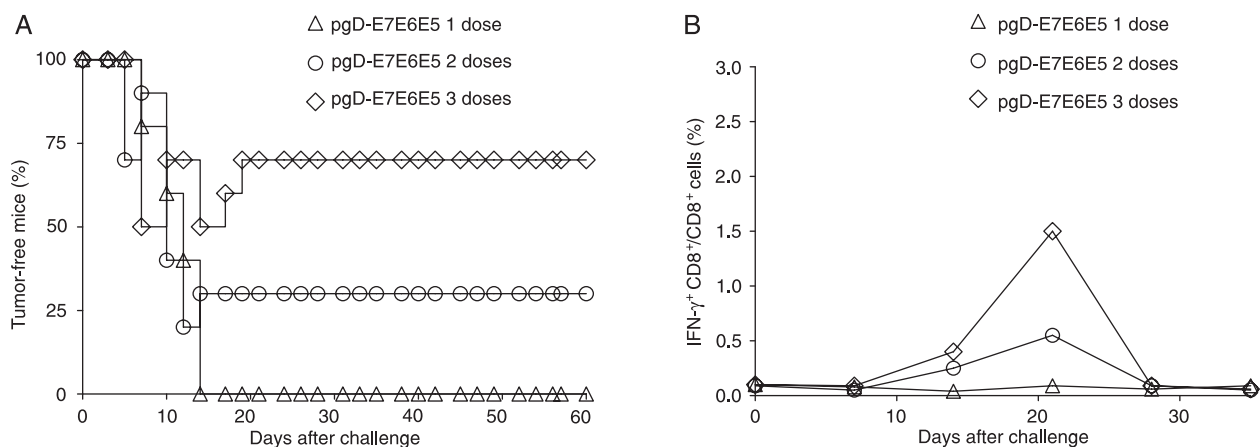 A
pgD-E7E6E5 1 dose
pgD-E7E6E5 2 doses
pgD-E7E6E5 3 doses
Tumor-free mice (%)
100
75
50
25
0
0 10 20 30 40 50 60
Days after challenge
B
pgD-E7E6E5 1 dose
pgD-E7E6E5 2 doses
pgD-E7E6E5 3 doses
IFN-γ⁺ CD8⁺/CD8⁺ cells (%)
3.0
2.5
2.0
1.5
1.0
0.5
0.0
0 10 20 30
Days after challenge